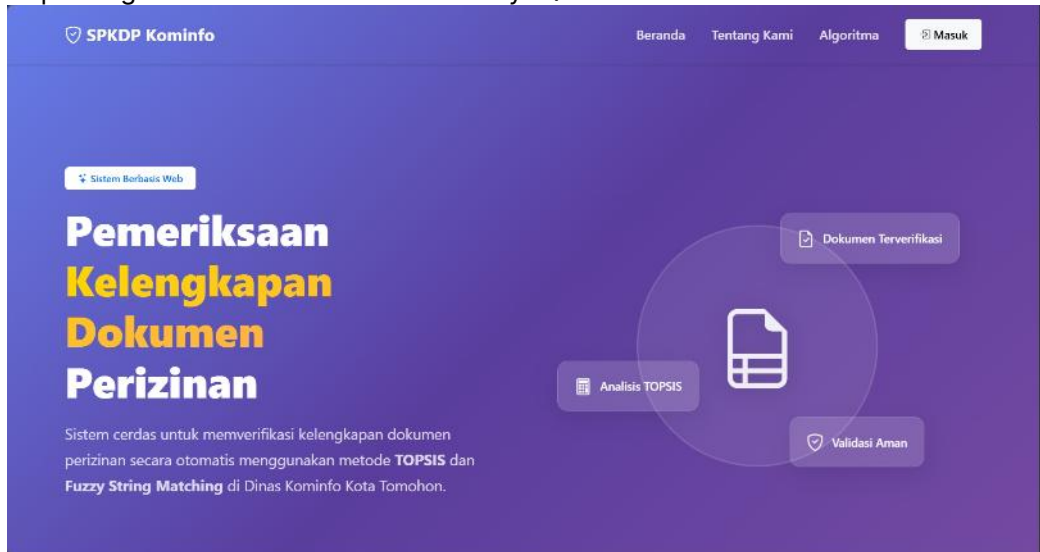 SPKDP Kominfo
Beranda Tentang Kami Algoritma Masuk
Sistem Berbasis Web
Pemeriksaan
Kelengkapan
Dokumen
Perizinan
Sistem cerdas untuk memverifikasi kelengkapan dokumen
perizinan secara otomatis menggunakan metode TOPSIS dan
Fuzzy String Matching di Dinas Kominfo Kota Tomohon.
Dokumen Terverifikasi
Analisis TOPSIS
Validasi Aman